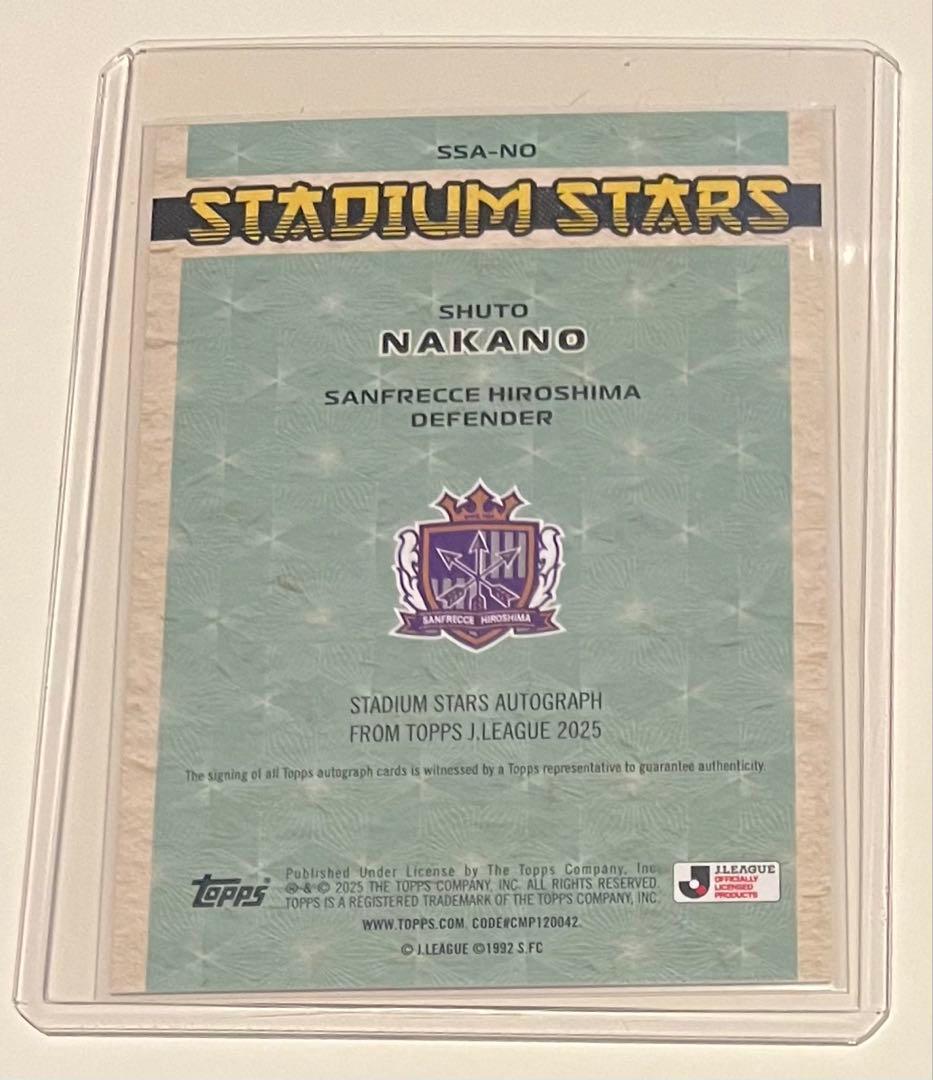 SSA-NO
STADIUM STARS
SHUTO
NAKANO
SANFRECCE HIROSHIMA
DEFENDER
SANFRECCE HIROSHIMA
STADIUM STARS AUTOGRAPH
FROM TOPPS J.LEAGUE 2025
The signing of all Topps autograph cards is witnessed by a Topps representative to guarantee authenticity.
topps®
Published Under License by The Topps Company, Inc.
® & © 2025 THE TOPPS COMPANY, INC. ALL RIGHTS RESERVED.
TOPPS IS A REGISTERED TRADEMARK OF THE TOPPS COMPANY, INC.
J.LEAGUE
OFFICIALLY
LICENSED
PRODUCTS
WWW.TOPPS.COM. CODE#CMP120042.
© J.LEAGUE ©1992 S.FC